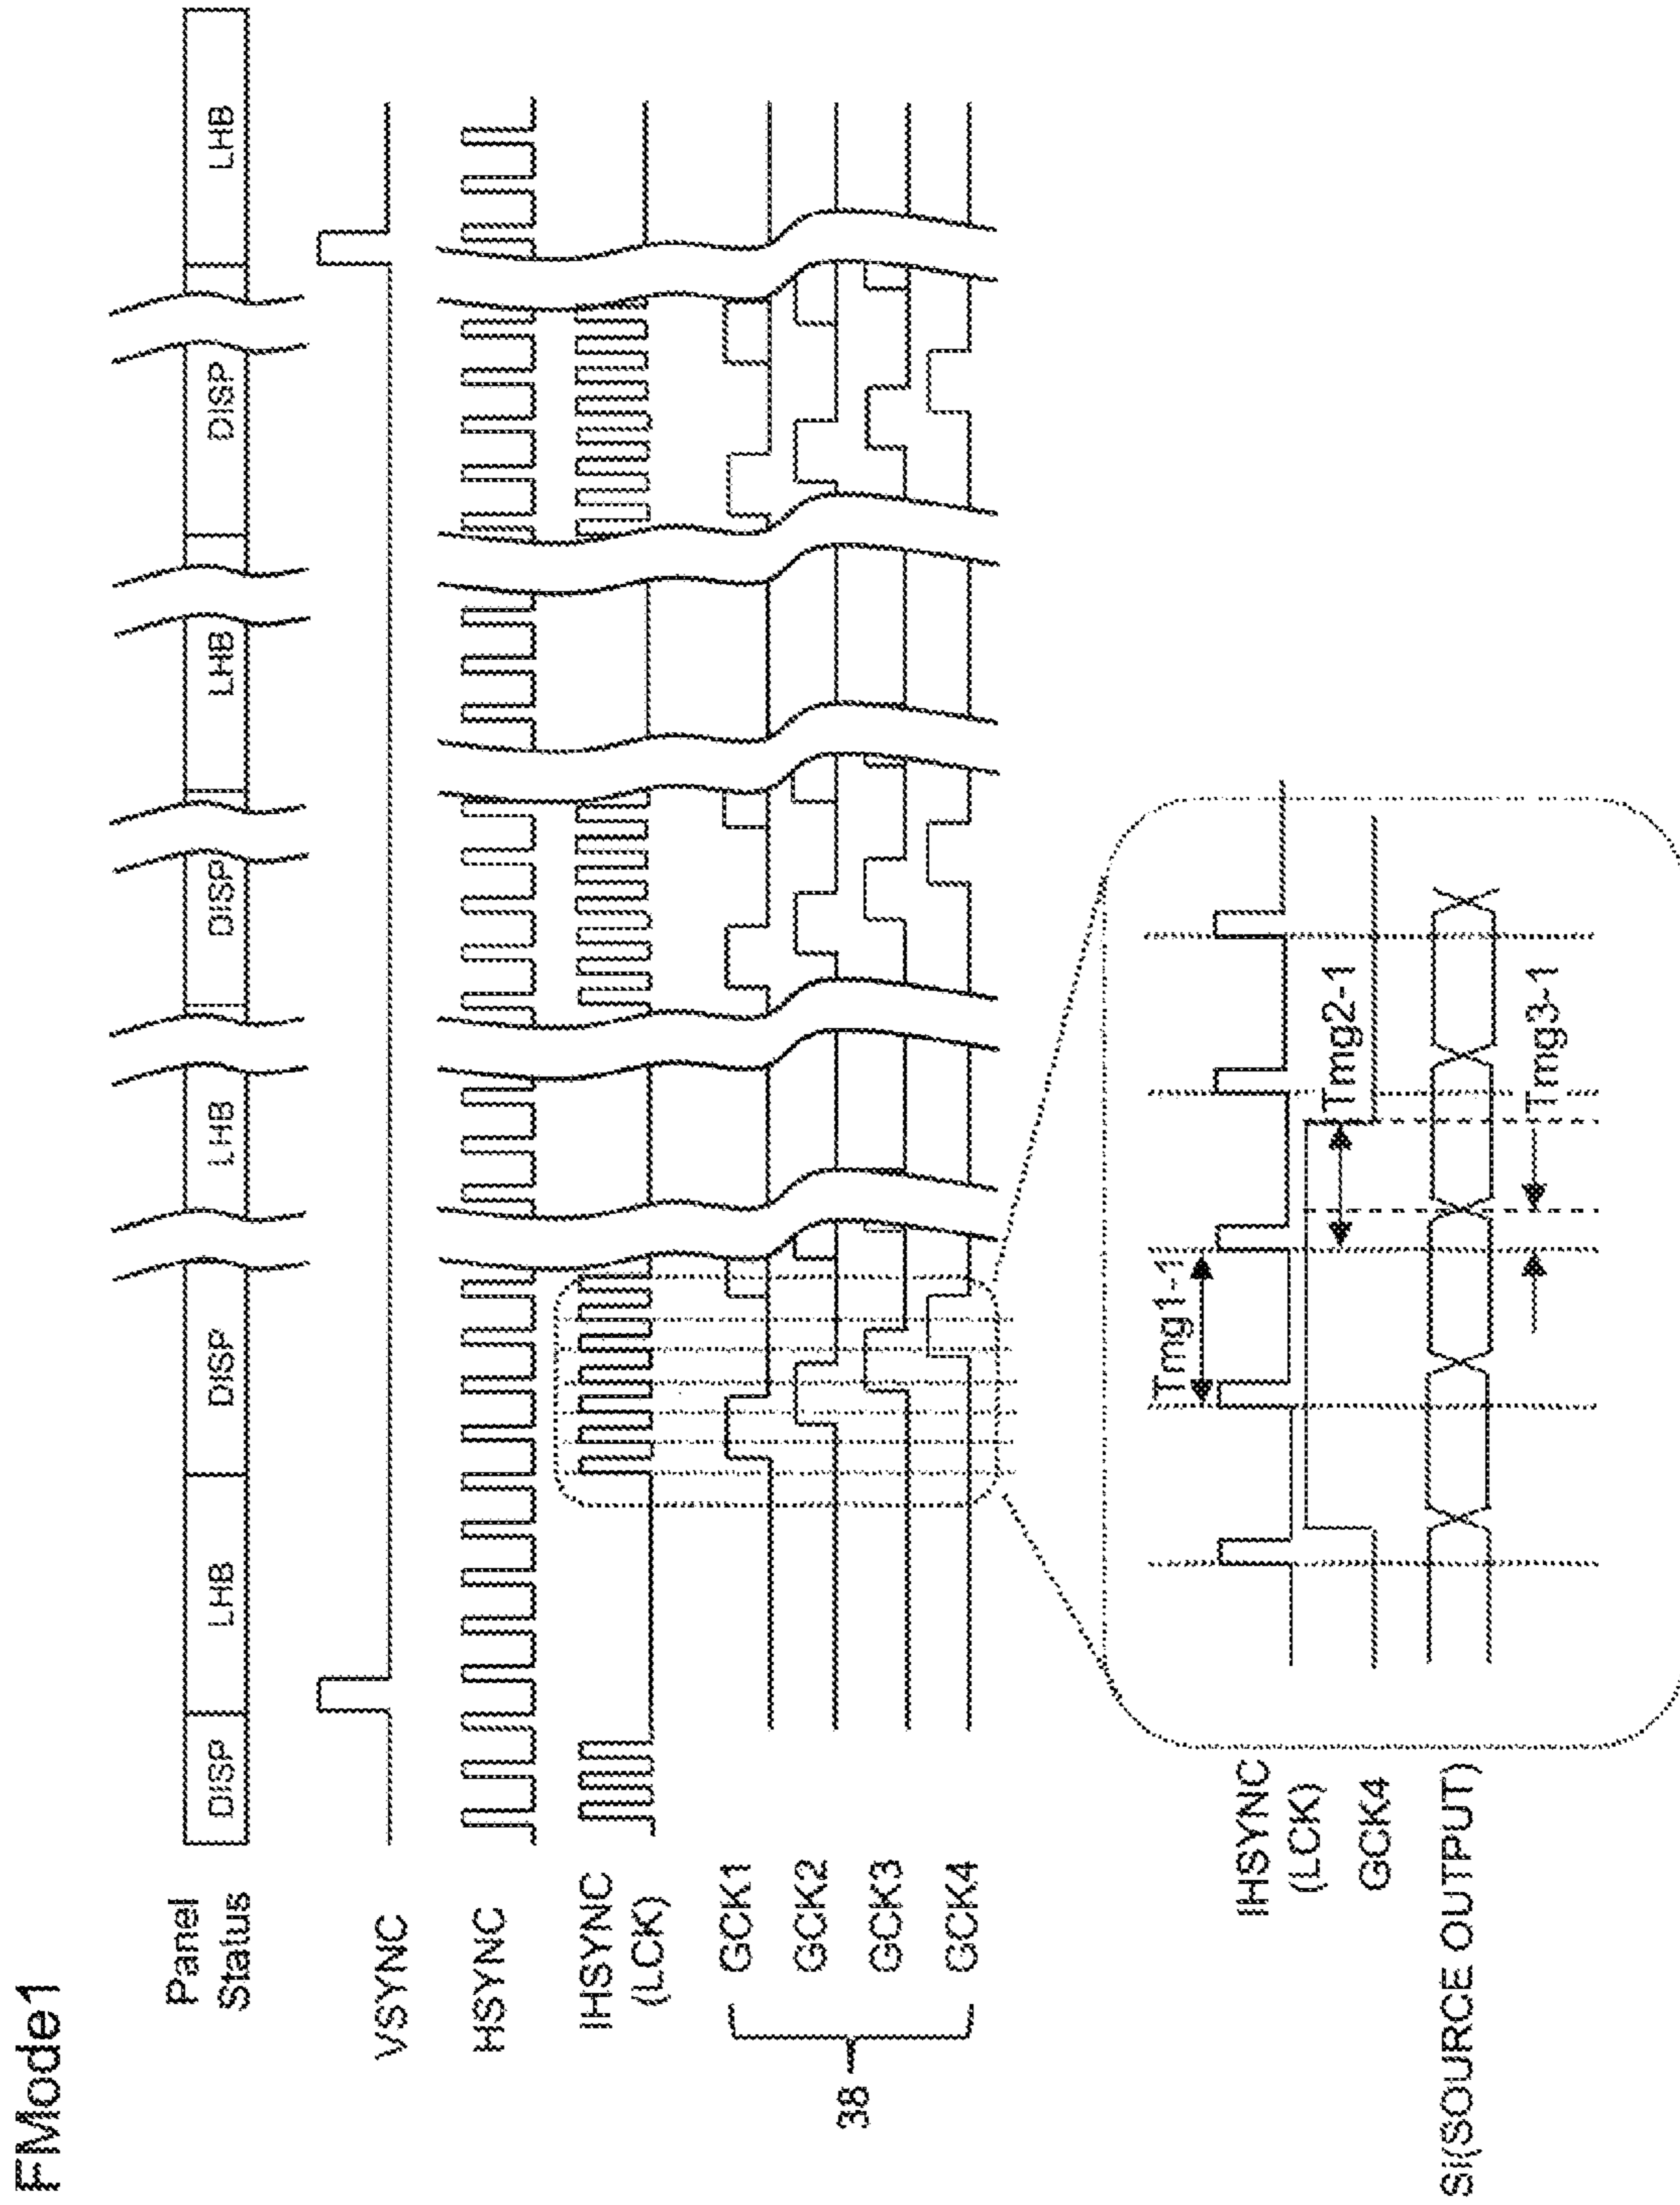 FMode1
Panel
Status
DISP
LHB
DISP
LHB
DISP
LHB
DISP
LHB
VSYNC
HSYNC
IHSYNC
(LCK)
GCK1
GCK2
GCK3
GCK4
38
Tmg1-1
IHSYNC
(LCK)
Tmg2-1
GCK4
Si(SOURCE OUTPUT)
Tmg3-1